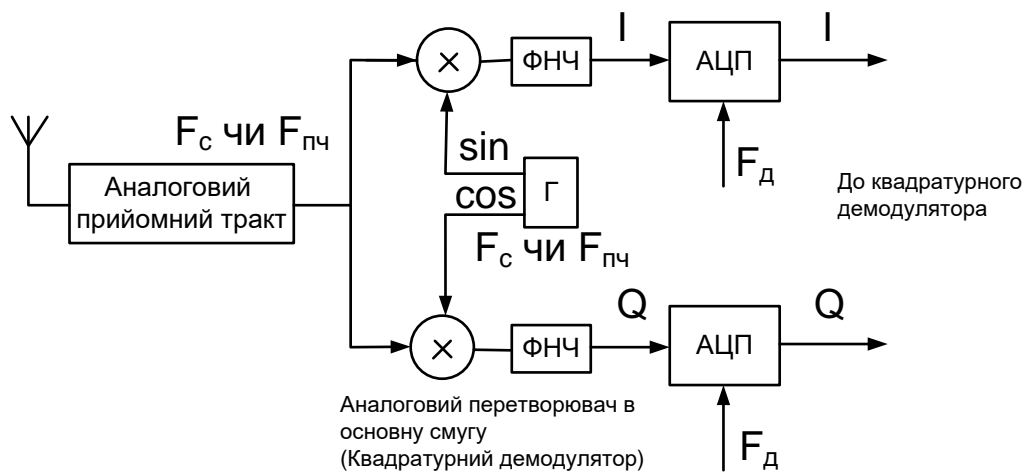 I
I
×
ФНЧ
АЦП
Fс чи Fпч
sin
Fд
Аналоговий
прийомний тракт
cos
Г
До квадратурного
демодулятора
Fс чи Fпч
Q
Q
×
ФНЧ
АЦП
Аналоговий перетворювач в
основну смугу
(Квадратурний демодулятор)
Fд